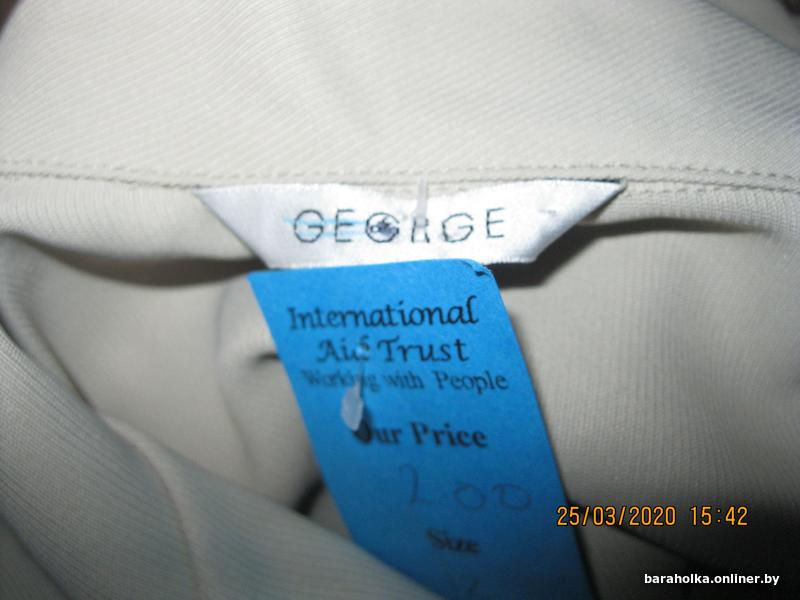 GEORGE
International
Aid Trust
Working with People
Our Price
2.00
Size
25/03/2020 15:42
baraholka.onliner.by